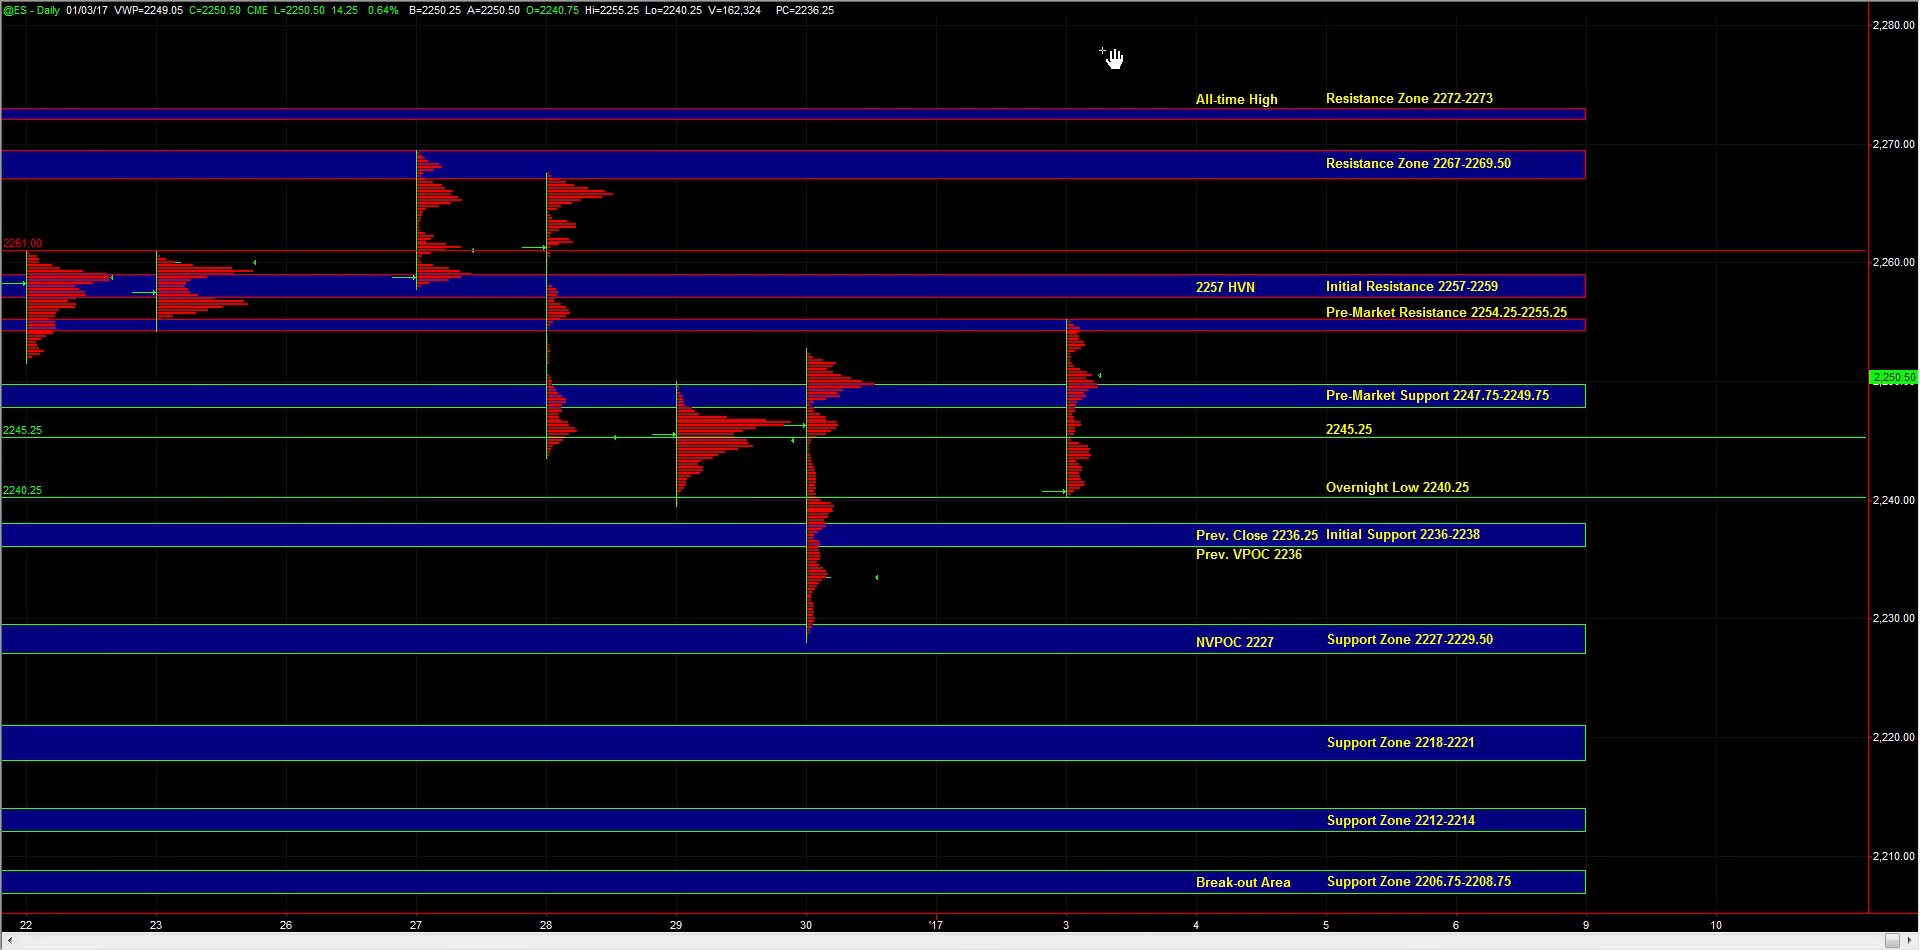 @ES - Daily 01/03/17 VWP=2249.05 C=2250.50 CME L=2250.50 14.25 0.64% B=2250.25 A=2250.50 O=2240.75 Hi=2255.25 Lo=2240.25 V=162,324 PC=2236.25
2,280.00
All-time High Resistance Zone 2272-2273
2,270.00
Resistance Zone 2267-2269.50
2261.00
2,260.00
2257 HVN Initial Resistance 2257-2259
Pre-Market Resistance 2254.25-2255.25
2,250.50
Pre-Market Support 2247.75-2249.75
2245.25 2245.25
2240.25 Overnight Low 2240.25
2,240.00
Prev. Close 2236.25 Initial Support 2236-2238
Prev. VPOC 2236
2,230.00
NVPOC 2227 Support Zone 2227-2229.50
2,220.00
Support Zone 2218-2221
Support Zone 2212-2214
2,210.00
Break-out Area Support Zone 2206.75-2208.75
22 23 26 27 28 29 30 '17 3 4 5 6 9 10